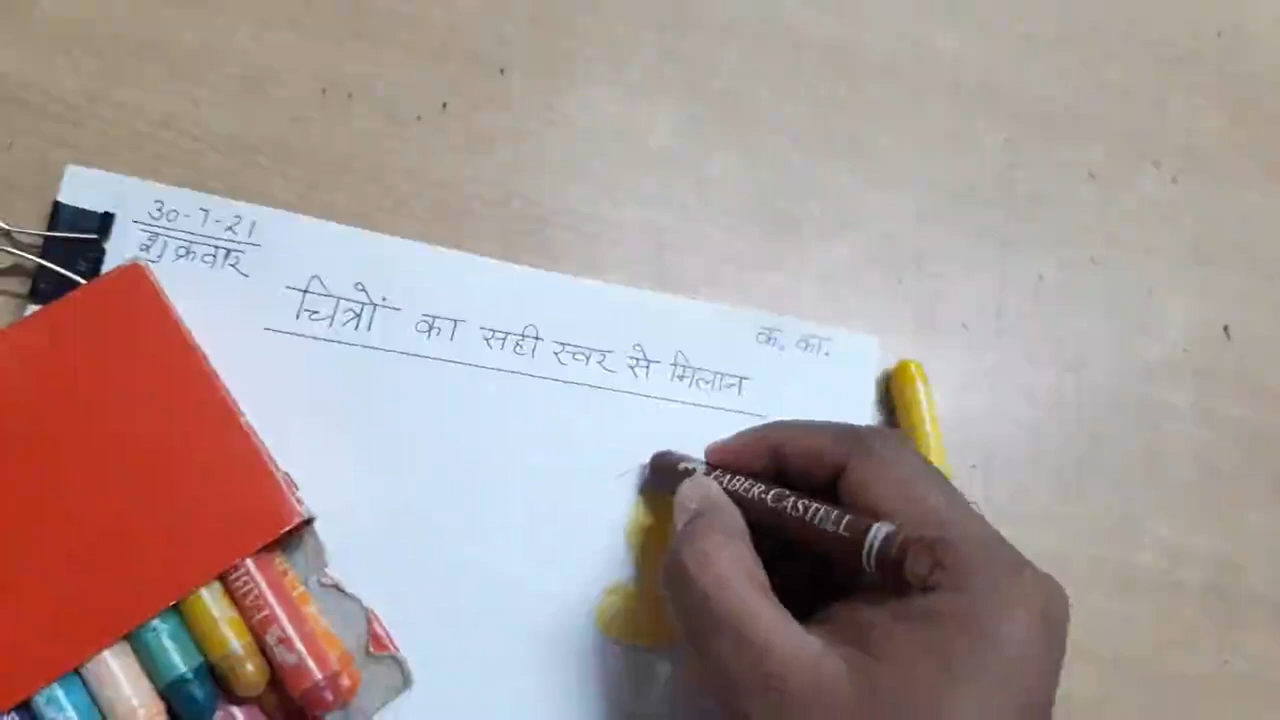 30-7-21
शुक्रवार
क. का.
चित्रों का सही स्वर से मिलान
FABER-CASTELL